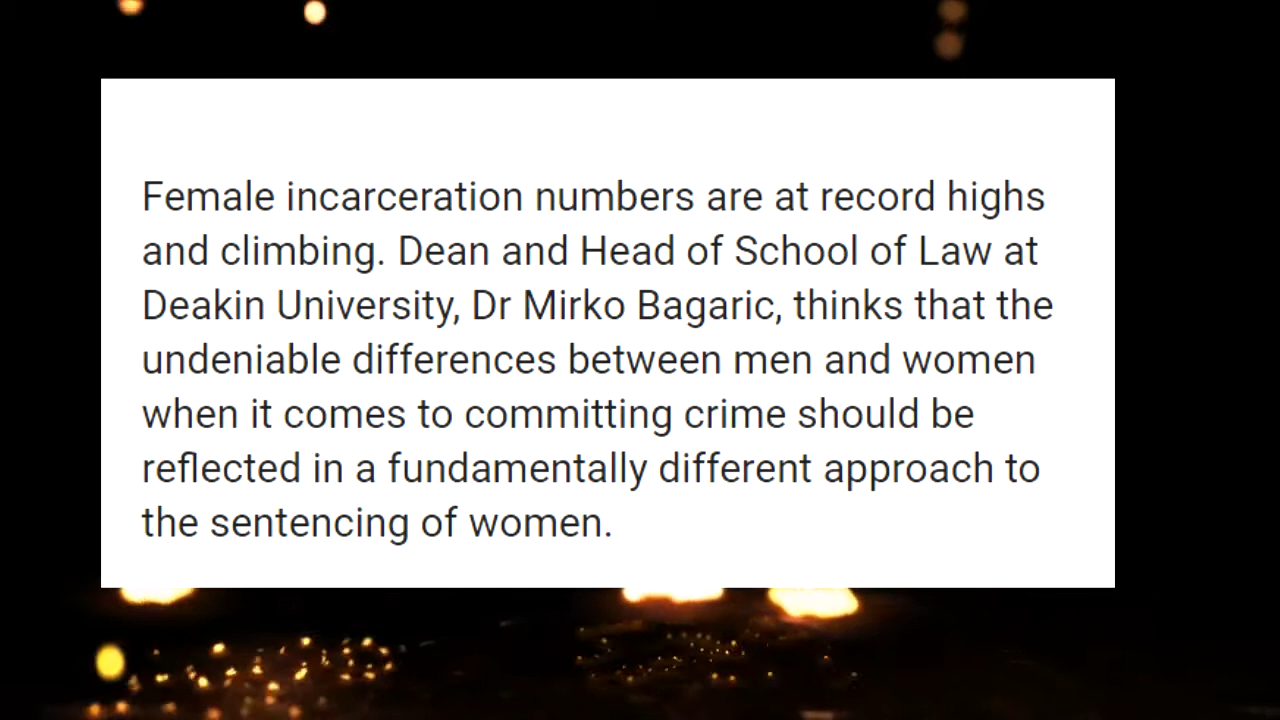 Female incarceration numbers are at record highs
and climbing. Dean and Head of School of Law at
Deakin University, Dr Mirko Bagaric, thinks that the
undeniable differences between men and women
when it comes to committing crime should be
reflected in a fundamentally different approach to
the sentencing of women.